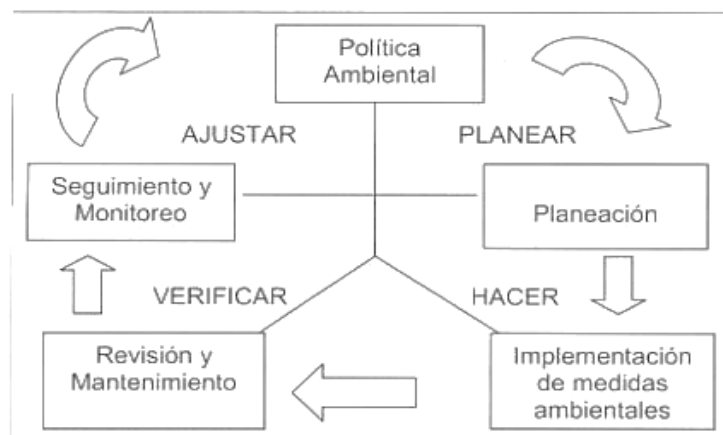 Política
Ambiental
AJUSTAR
PLANEAR
Seguimiento y
Monitoreo
Planeación
VERIFICAR
HACER
Revisión y
Mantenimiento
Implementación
de medidas
ambientales